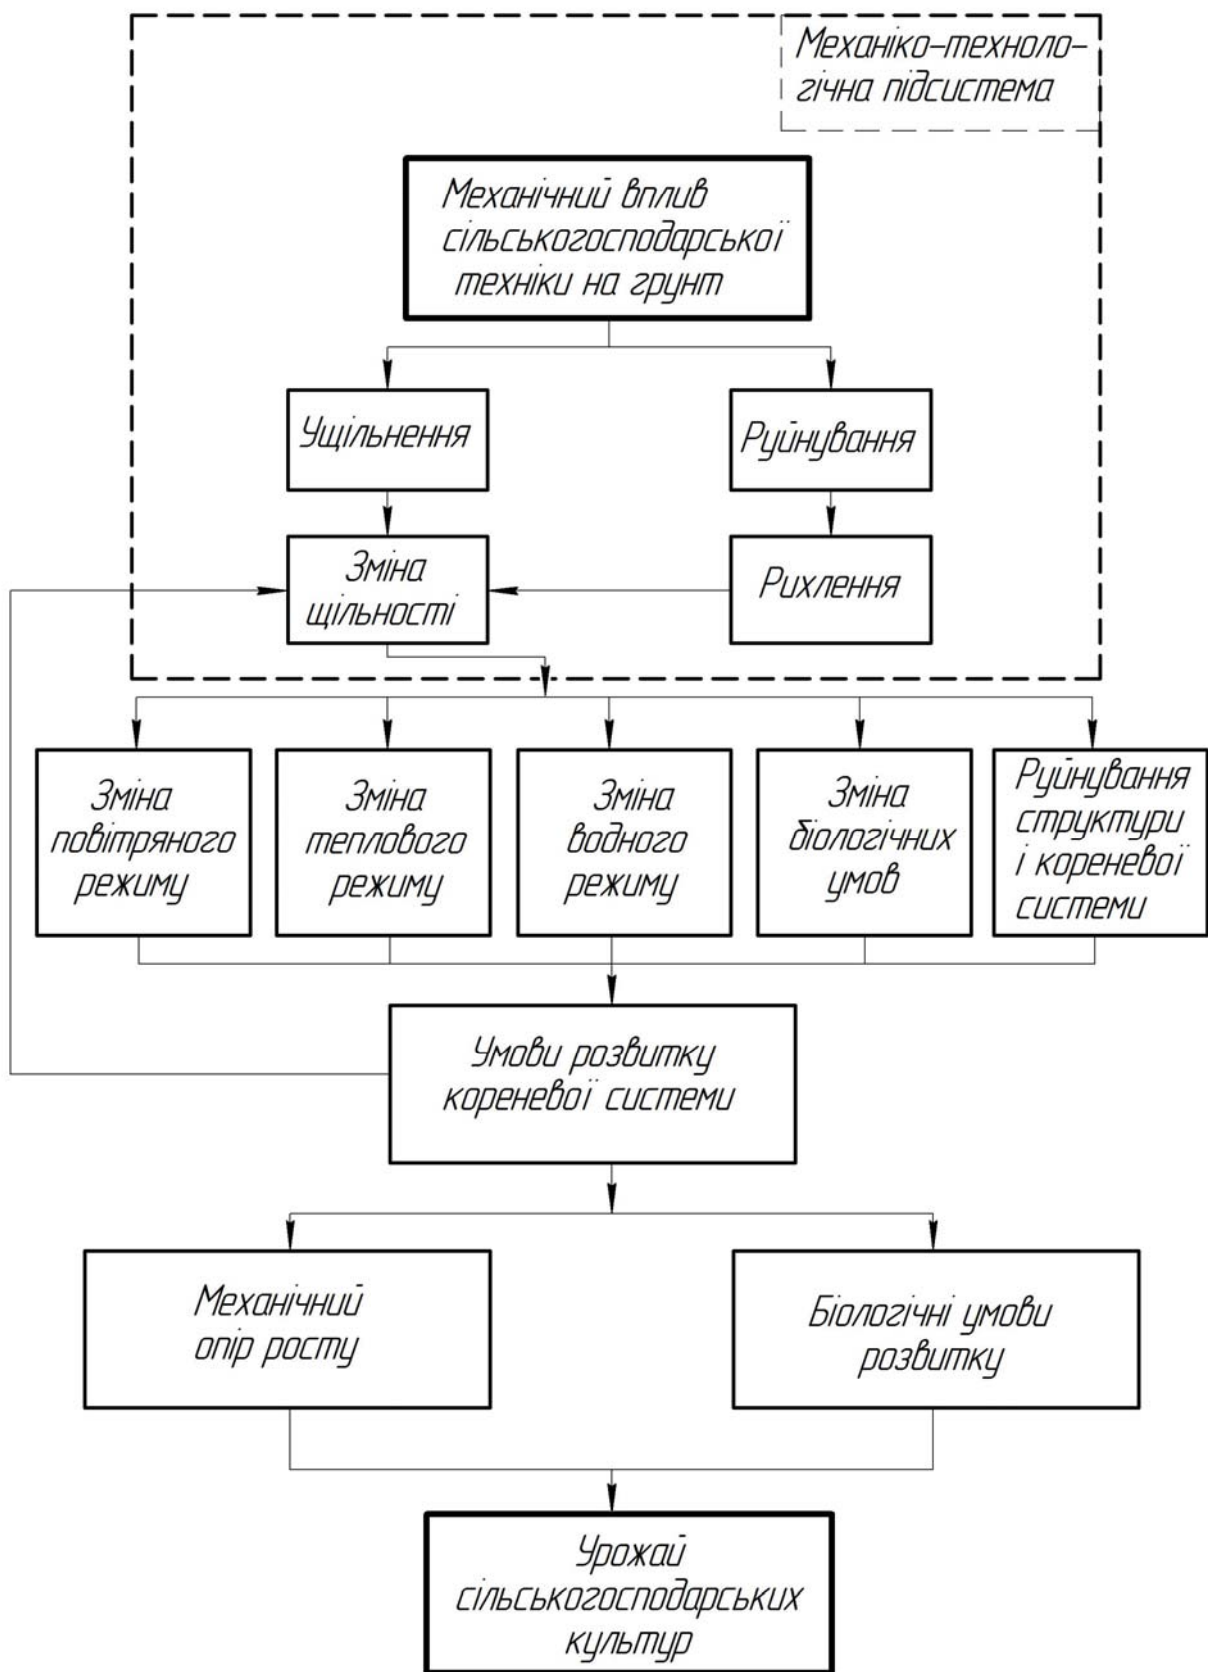 Механіко-техноло-
гічна підсистема
Механічний вплив
сільськогосподарської
техніки на грунт
Ущільнення
Руйнування
Зміна
щільності
Рихлення
Зміна
повітряного
режиму
Зміна
теплового
режиму
Зміна
водного
режиму
Зміна
біологічних
умов
Руйнування
структури
і кореневої
системи
Умови розвитку
кореневої системи
Механічний
опір росту
Біологічні умови
розвитку
Урожай
сільськогосподарських
культур